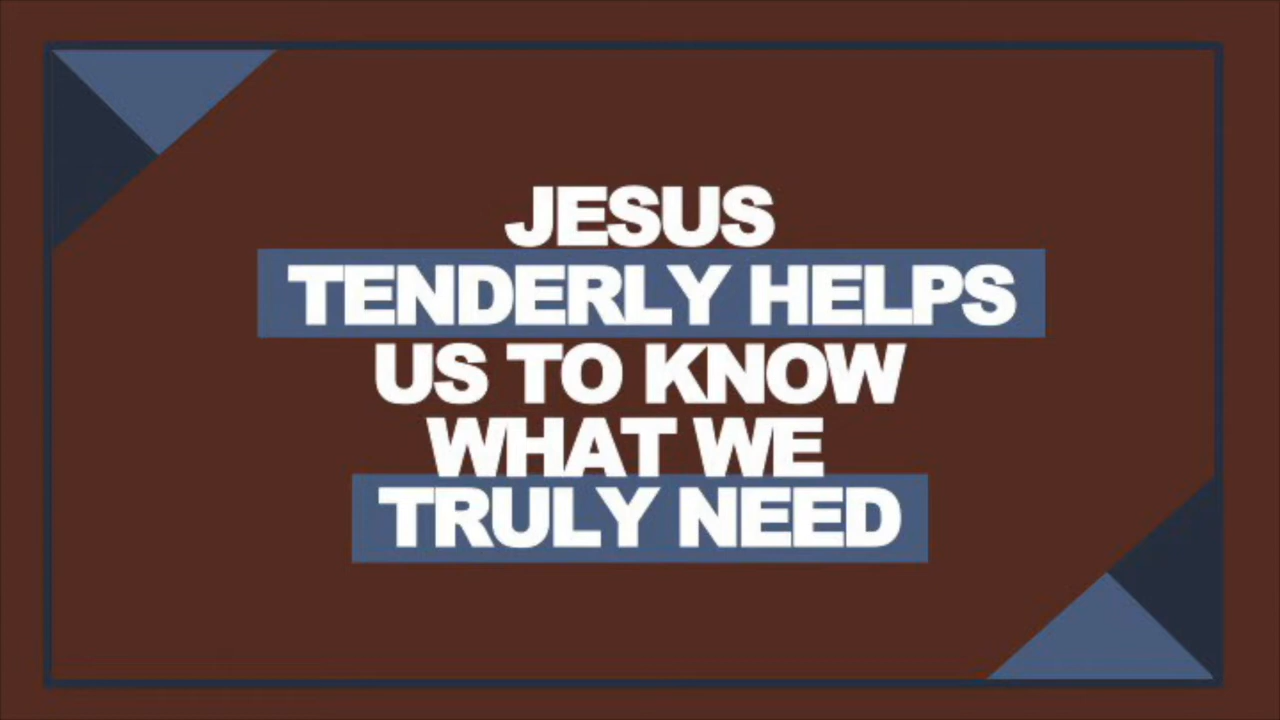 JESUS
TENDERLY HELPS
US TO KNOW
WHAT WE
TRULY NEED